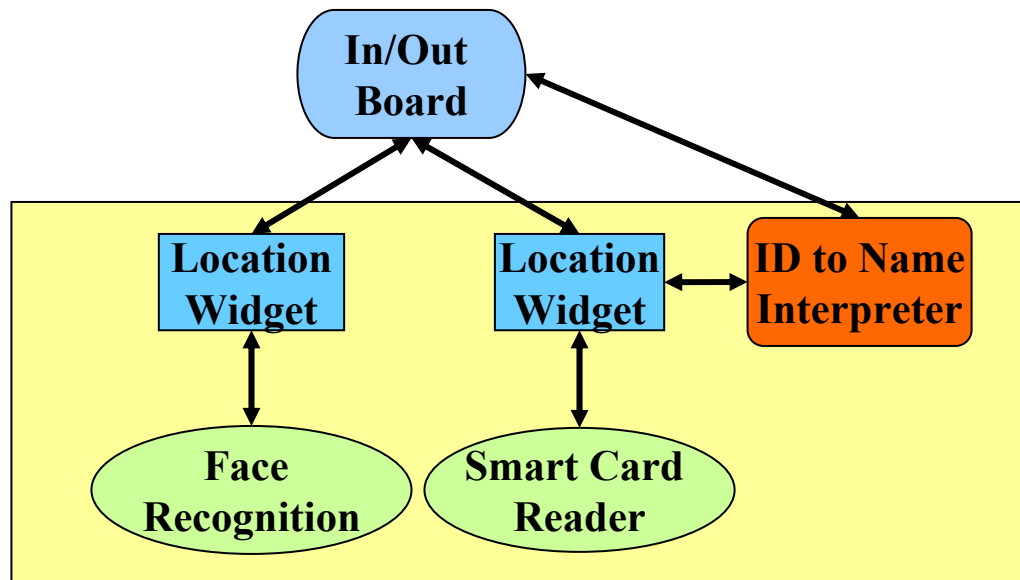 In/Out
Board
Location
Widget
Location
Widget
ID to Name
Interpreter
Face
Recognition
Smart Card
Reader